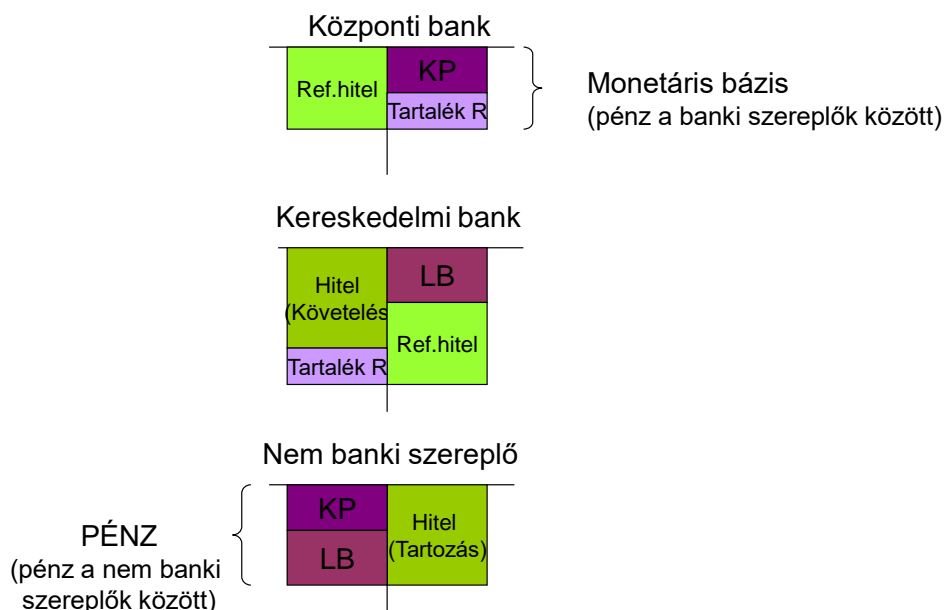 Központi bank
Ref.hitel
KP
Tartalék R
Monetáris bázis
(pénz a banki szereplők között)
Kereskedelmi bank
Hitel
(Követelés
LB
Ref.hitel
Tartalék R
Nem banki szereplő
KP
LB
Hitel
(Tartozás)
PÉNZ
(pénz a nem banki
szereplők között)